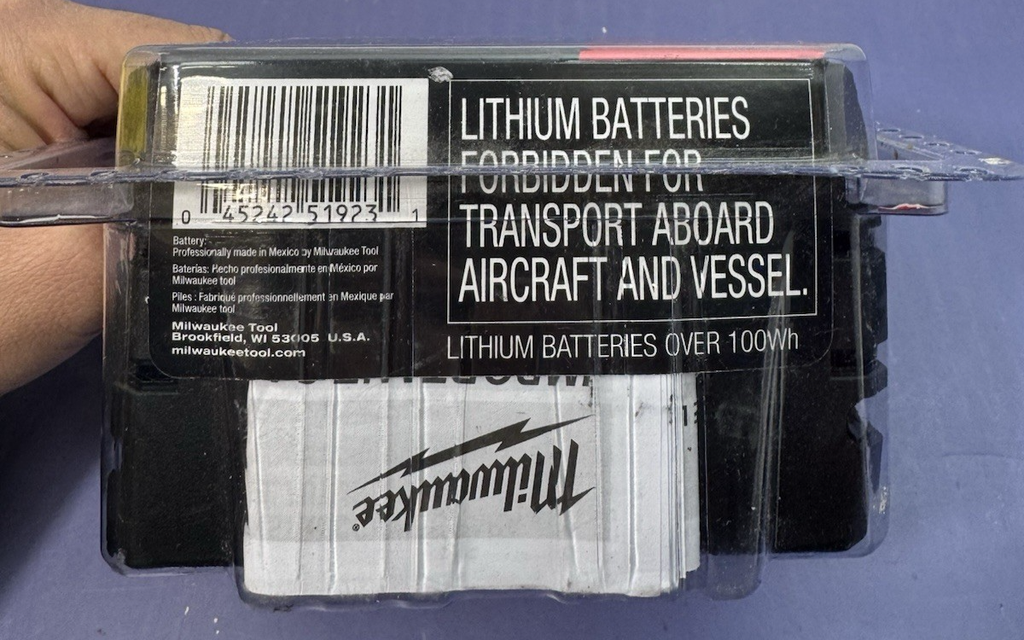 0 45242 51923 1
Battery:
Professionally made in Mexico by Milwaukee Tool
Baterías: Hecho profesionalmente en México por
Milwaukee tool
Piles : Fabriqué professionnellement en Mexique par
Milwaukee tool
Milwaukee Tool
Brookfield, WI 53005 U.S.A.
milwaukeetool.com
LITHIUM BATTERIES
FORBIDDEN FOR
TRANSPORT ABOARD
AIRCRAFT AND VESSEL.
LITHIUM BATTERIES OVER 100Wh
Milwaukee®